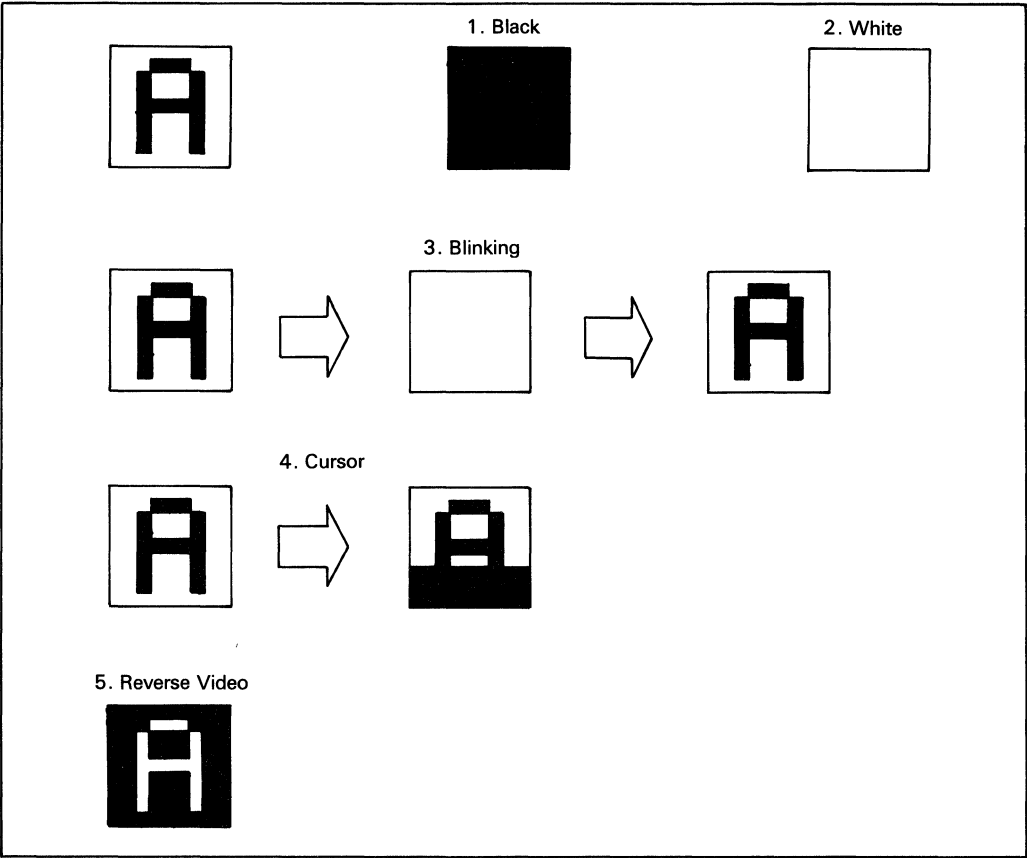 1. Black
2. White
A
3. Blinking
A
A
4. Cursor
A
A
5. Reverse Video
A